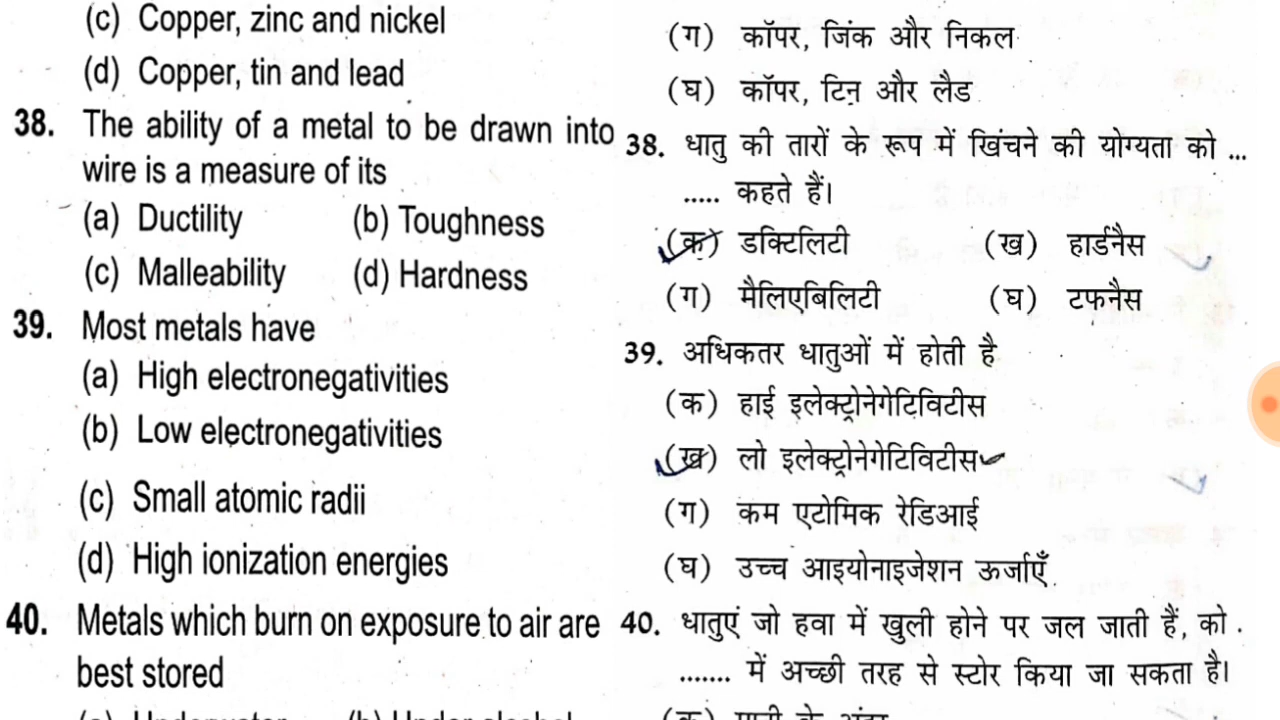 (c) Copper, zinc and nickel
(d) Copper, tin and lead
38. The ability of a metal to be drawn into
wire is a measure of its
(a) Ductility (b) Toughness
(c) Malleability (d) Hardness
39. Most metals have
(a) High electronegativities
(b) Low electronegativities
(c) Small atomic radii
(d) High ionization energies
40. Metals which burn on exposure to air are
best stored
(a) Underwater (b) Under alcohol
(ग) कॉपर, जिंक और निकल
(घ) कॉपर, टिन और लैड
38. धातु की तारों के रूप में खिंचने की योग्यता को ...
..... कहते हैं।
(क) डक्टिलिटी (ख) हार्डनैस
(ग) मैलिएबिलिटी (घ) टफनैस
39. अधिकतर धातुओं में होती है
(क) हाई इलेक्ट्रोनेगेटिविटीस
(ख) लो इलेक्ट्रोनेगेटिविटीस
(ग) कम एटोमिक रेडिआई
(घ) उच्च आइयोनाइजेशन ऊर्जाएँ
40. धातुएं जो हवा में खुली होने पर जल जाती हैं, को .
....... में अच्छी तरह से स्टोर किया जा सकता है।
(क) पानी के अंदर